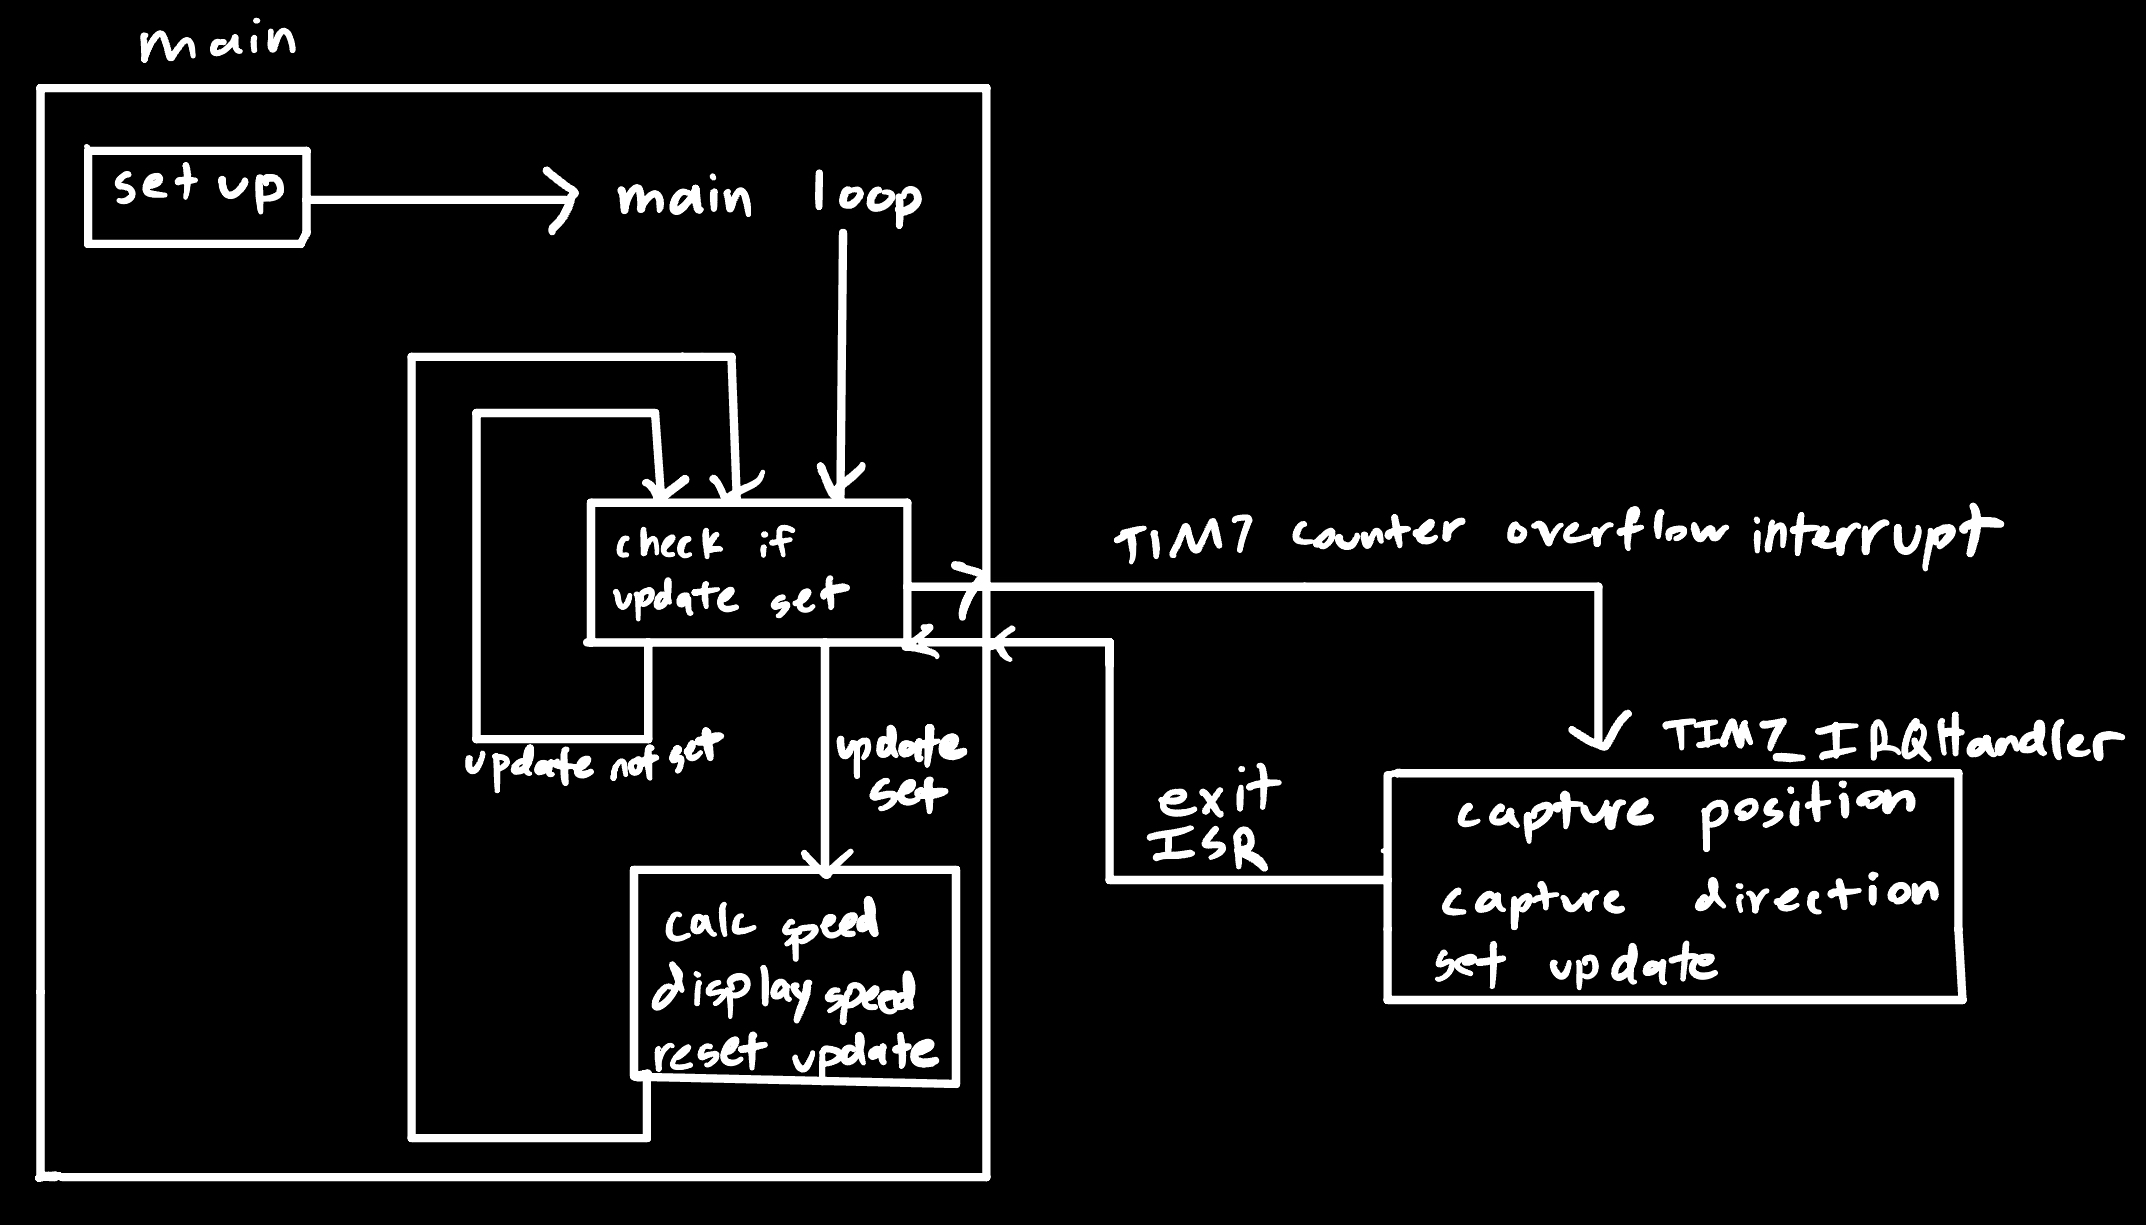 main
set up
main loop
check if
update set
TIM7 counter overflow interrupt
update not set
update
set
TIM7_IRQHandler
exit
ISR
capture position
capture direction
set update
calc speed
display speed
reset update